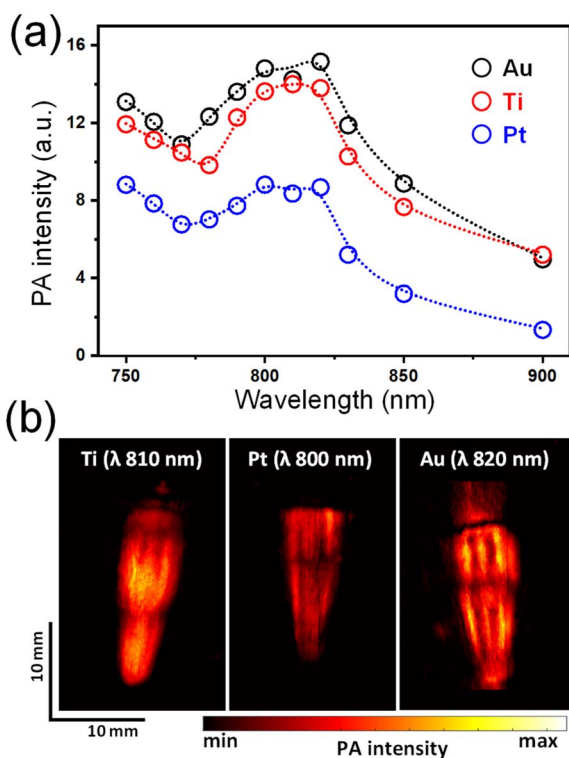 (a)
16
12
8
4
0
PA intensity (a.u.)
Au
Ti
Pt
750
800
850
900
Wavelength (nm)
(b)
Ti (λ 810 nm)
Pt (λ 800 nm)
Au (λ 820 nm)
10 mm
10 mm
min
max
PA intensity